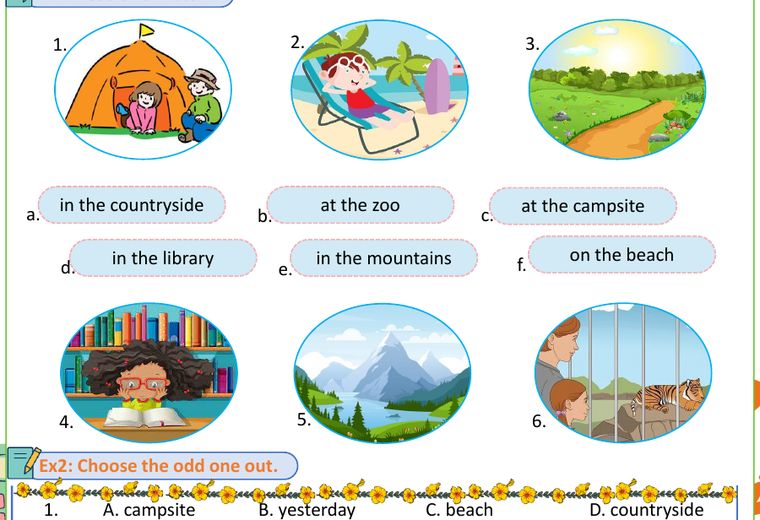 1.
2.
3.
a. in the countryside
b. at the zoo
c. at the campsite
d. in the library
e. in the mountains
f. on the beach
4.
5.
6.
Ex2: Choose the odd one out.
1. A. campsite B. yesterday C. beach D. countryside